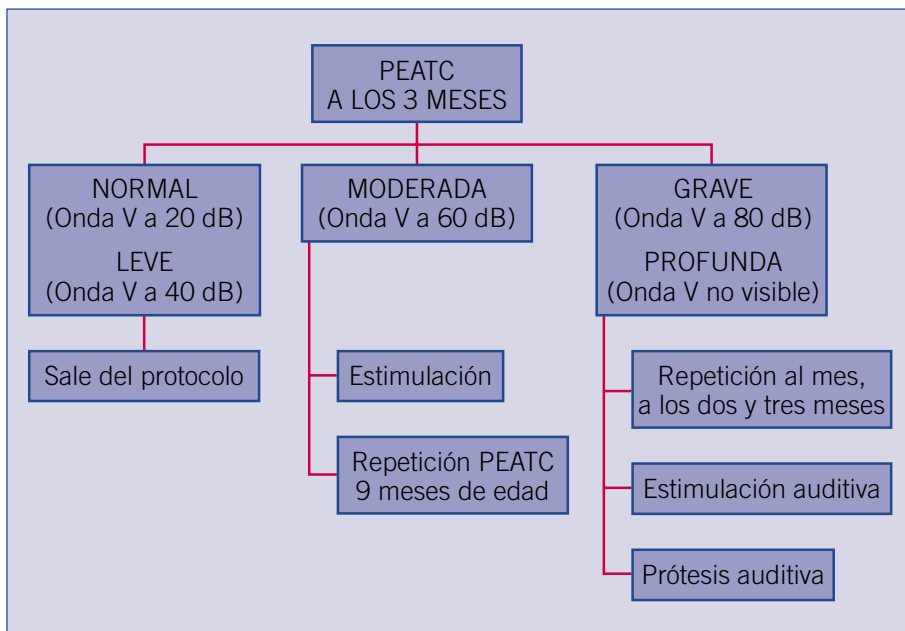 PEATC
A LOS 3 MESES
NORMAL
(Onda V a 20 dB)
LEVE
(Onda V a 40 dB)
Sale del protocolo
MODERADA
(Onda V a 60 dB)
Estimulación
Repetición PEATC
9 meses de edad
GRAVE
(Onda V a 80 dB)
PROFUNDA
(Onda V no visible)
Repetición al mes,
a los dos y tres meses
Estimulación auditiva
Prótesis auditiva